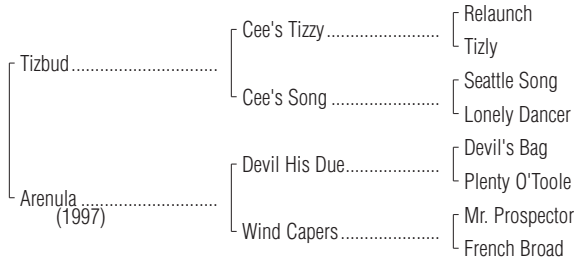 Relaunch
Cee's Tizzy........................
Tizly
Tizbud................................
Seattle Song
Cee's Song .......................
Lonely Dancer
Devil's Bag
Devil His Due....................
Plenty O'Toole
Arenula ..............................
(1997)
Mr. Prospector
Wind Capers.....................
French Broad